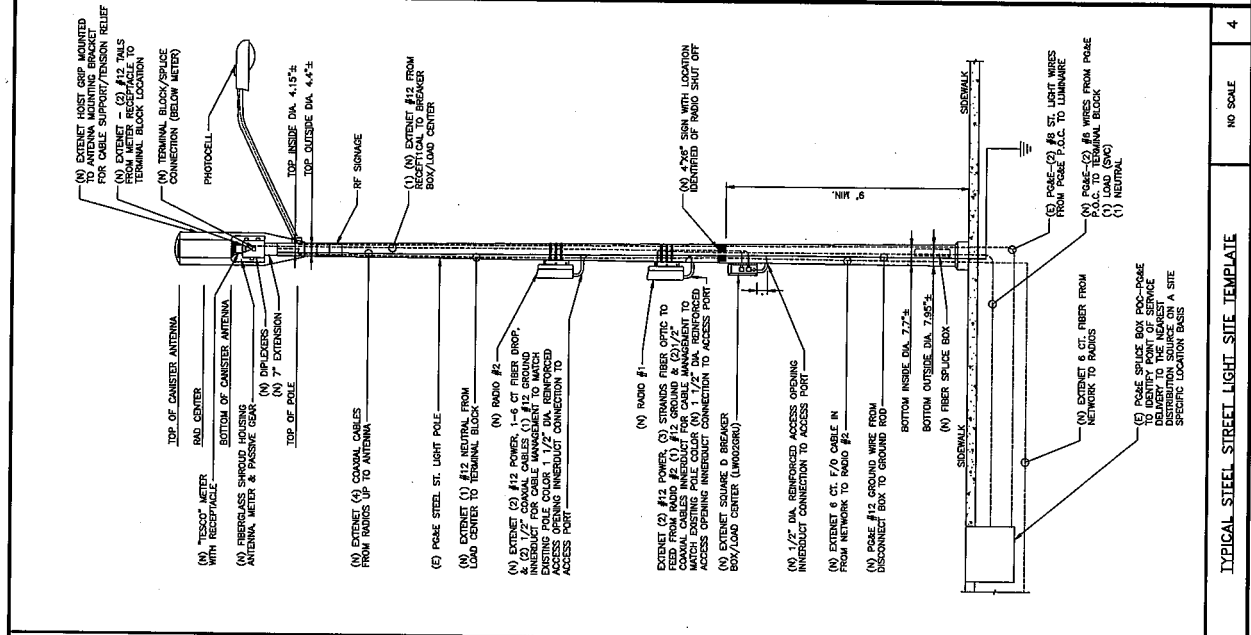 (N) EXTENET HOIST GRIP MOUNTED
TO ANTENNA MOUNTING BRACKET
FOR CABLE SUPPORT/TENSION RELIEF
(N) EXTENET - (2) #12 TAILS
FROM METER RECEPTACLE TO
TERMINAL BLOCK LOCATION
(N) TERMINAL BLOCK/SPLICE
CONNECTION (BELOW METER)
PHOTOCELL
TOP INSIDE DIA. 4.15"±
TOP OUTSIDE DIA. 4.4"±
RF SIGNAGE
(1) (N) EXTENET #12 FROM
RECEPTICAL TO BREAKER
BOX/LOAD CENTER
(N) 4"X6" SIGN WITH LOCATION
IDENTIFIED OF RADIO SHUT OFF
9' MIN.
SIDEWALK
(E) PG&E-(2) #8 ST. LIGHT WIRES
FROM PG&E P.O.C. TO LUMINAIRE
(N) PG&E-(2) #6 WIRES FROM PG&E
P.O.C. TO TERMINAL BLOCK
(1) LOAD (SVC)
(1) NEUTRAL
TOP OF CANISTER ANTENNA
RAD CENTER
BOTTOM OF CANISTER ANTENNA
(N) "TESCO" METER
WITH RECEPTACLE
(N) FIBERGLASS SHROUD HOUSING
ANTENNA, METER & PASSIVE GEAR
(N) DIPLEXERS
(N) 7" EXTENSION
TOP OF POLE
(N) EXTENET (4) COAXIAL CABLES
FROM RADIOS UP TO ANTENNA
(E) PG&E STEEL ST. LIGHT POLE
(N) EXTENET (1) #12 NEUTRAL FROM
LOAD CENTER TO TERMINAL BLOCK
(N) RADIO #2
(N) EXTENET (2) #12 POWER, 1-6 CT FIBER DROP,
& (2) 1/2" COAXIAL CABLES (1) #12 GROUND
INNERDUCT FOR CABLE MANAGEMENT TO MATCH
EXISTING POLE COLOR 1 1/2" DIA. REINFORCED
ACCESS OPENING INNERDUCT CONNECTION TO
ACCESS PORT
(N) RADIO #1
EXTENET (2) #12 POWER, (3) STRANDS FIBER OPTIC TO
FEED FROM RADIO #2 (1) #12 GROUND & (2)1/2"
COAXIAL CABLES INNERDUCT FOR CABLE MANAGEMENT TO
MATCH EXISTING POLE COLOR (N) 1 1/2" DIA. REINFORCED
ACCESS OPENING INNERDUCT CONNECTION TO ACCESS PORT
(N) EXTENET SQUARE D BREAKER
BOX/LOAD CENTER (LW002GRU)
(N) 1/2" DIA. REINFORCED ACCESS OPENING
INNERDUCT CONNECTION TO ACCESS PORT
(N) EXTENET 6 CT. F/O CABLE IN
FROM NETWORK TO RADIO #2
(N) PG&E #12 GROUND WIRE FROM
DISCONNECT BOX TO GROUND ROD
BOTTOM INSIDE DIA. 7.7"±
BOTTOM OUTSIDE DIA. 7.95"±
(N) FIBER SPLICE BOX
SIDEWALK
(N) EXTENET 6 CT. FIBER FROM
NETWORK TO RADIOS
(E) PG&E SPLICE BOX POC-PG&E
TO IDENTIFY POINT OF SERVICE
DELIVERY TO THE NEAREST
DISTRIBUTION SOURCE ON A SITE
SPECIFIC LOCATION BASIS
TYPICAL STEEL STREET LIGHT SITE TEMPLATE
NO SCALE
4